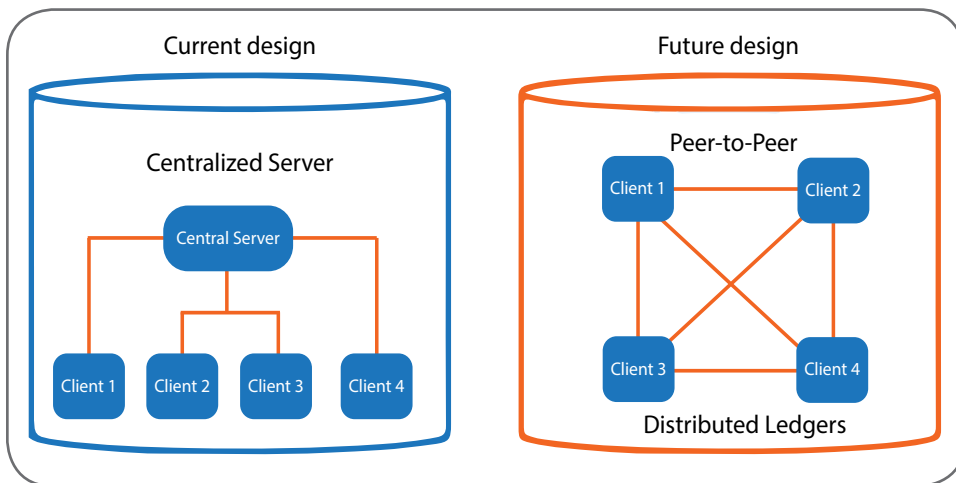 Current design
Centralized Server
Central Server
Client 1
Client 2
Client 3
Client 4
Future design
Peer-to-Peer
Client 1
Client 2
Client 3
Client 4
Distributed Ledgers